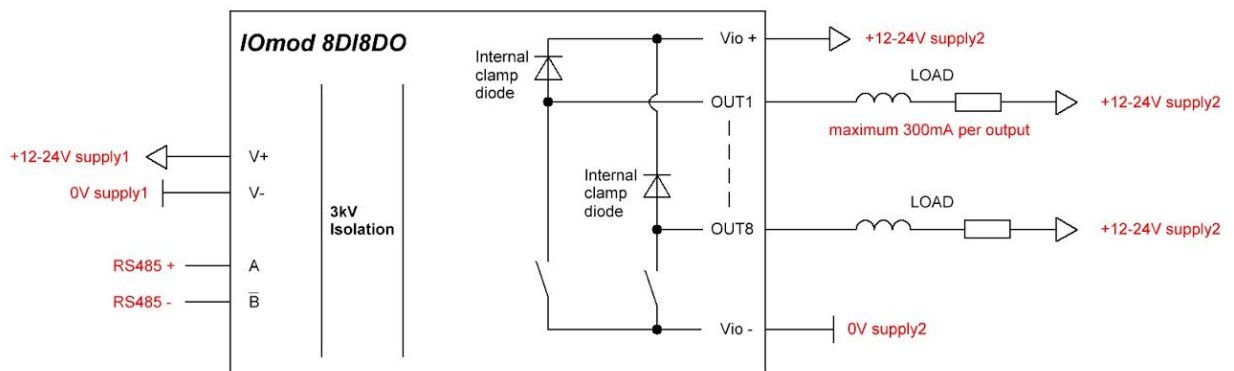 IOmod 8DI8DO
Internal
clamp
diode
Vio +
+12-24V supply2
LOAD
OUT1
+12-24V supply2
maximum 300mA per output
+12-24V supply1
V+
0V supply1
V-
3kV
Isolation
Internal
clamp
diode
LOAD
OUT8
+12-24V supply2
RS485 +
A
RS485 -
B̅
Vio -
0V supply2